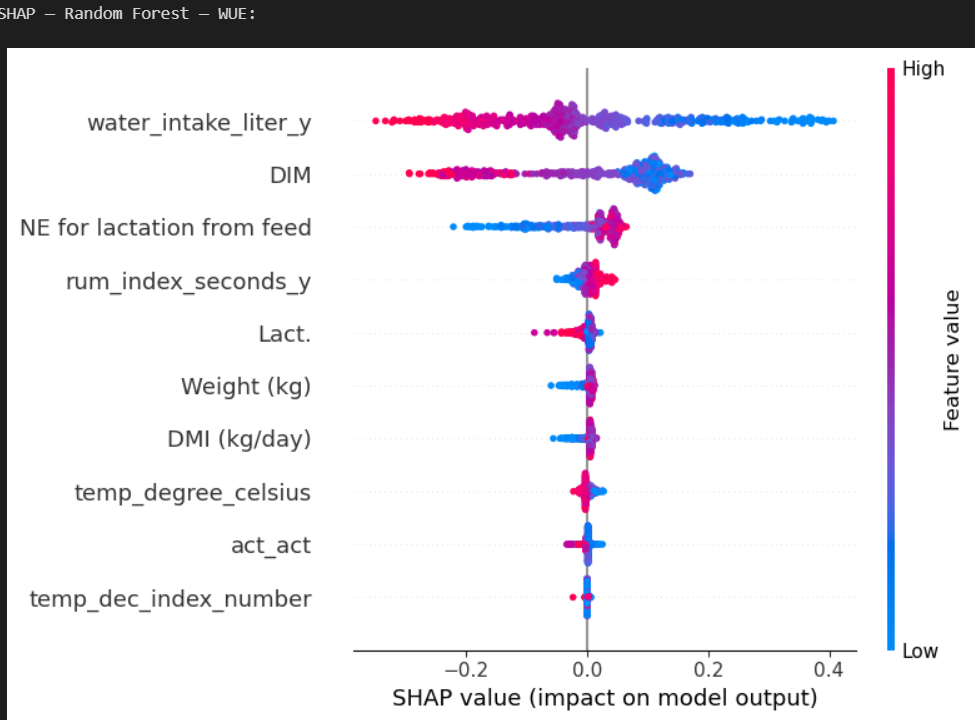 SHAP — Random Forest — WUE:
High
water_intake_liter_y
DIM
NE for lactation from feed
rum_index_seconds_y
Lact.
Weight (kg)
DMI (kg/day)
temp_degree_celsius
act_act
temp_dec_index_number
Feature value
Low
−0.2 0.0 0.2 0.4
SHAP value (impact on model output)